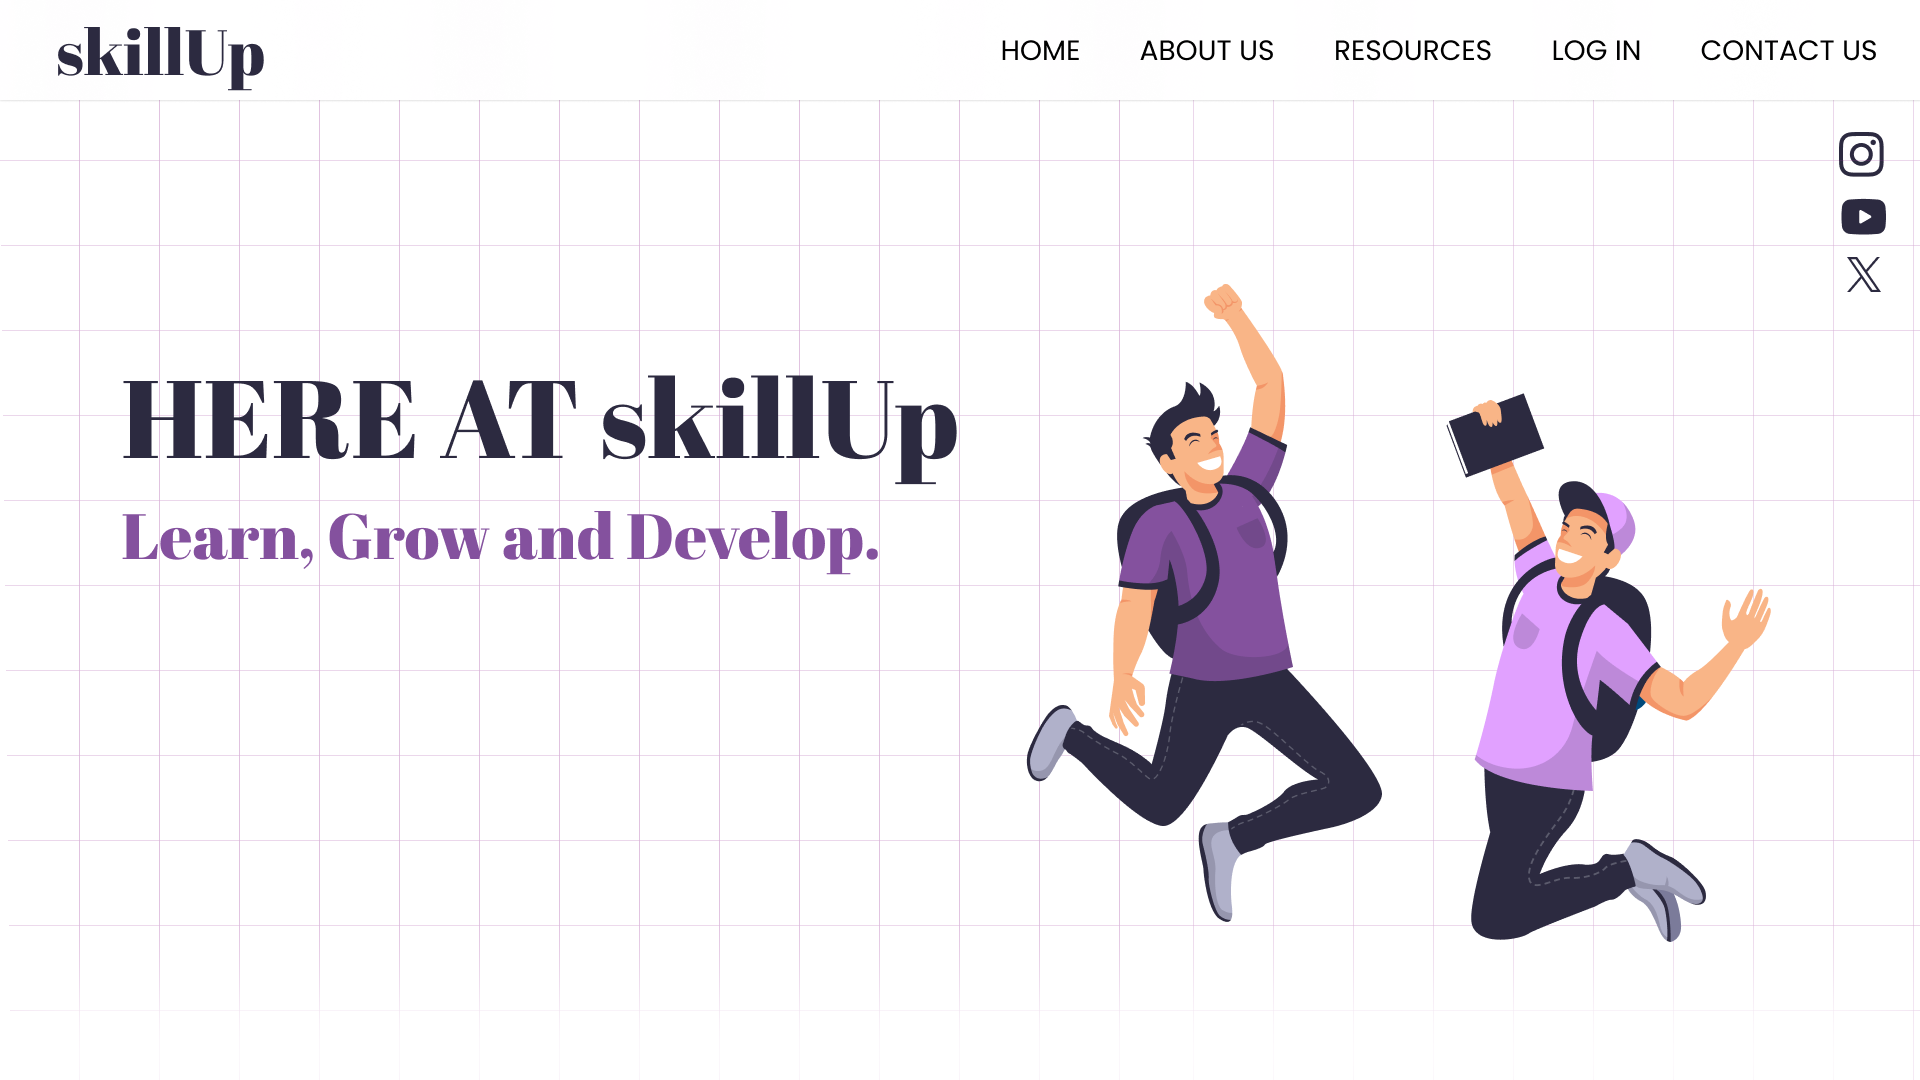 skillUp
HOME ABOUT US RESOURCES LOG IN CONTACT US
HERE AT skillUp
Learn, Grow and Develop.